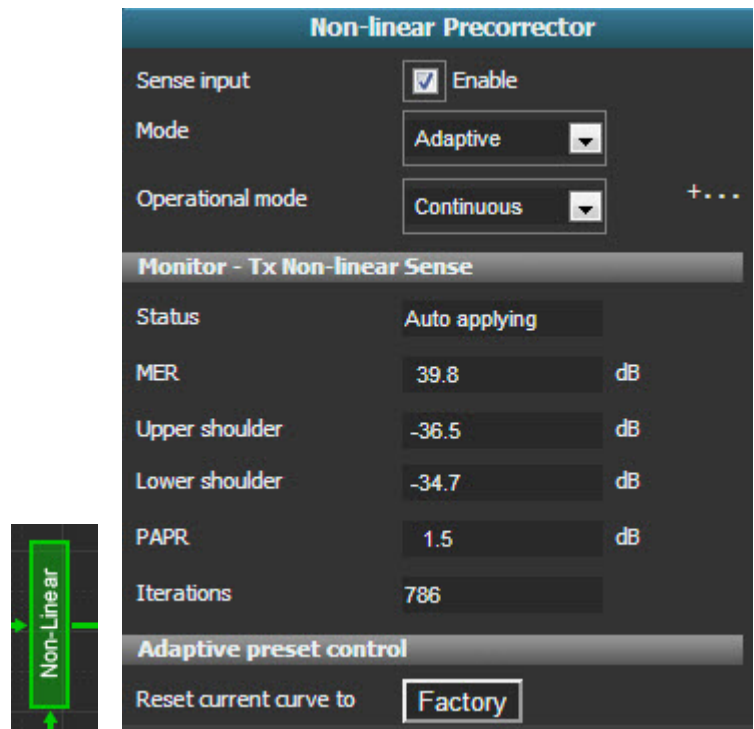 Non-linear Precorrector
Sense input Enable
Mode Adaptive
Operational mode Continuous +...
Monitor - Tx Non-linear Sense
Status Auto applying
MER 39.8 dB
Upper shoulder -36.5 dB
Lower shoulder -34.7 dB
PAPR 1.5 dB
Iterations 786
Adaptive preset control
Reset current curve to Factory
Non-Linear